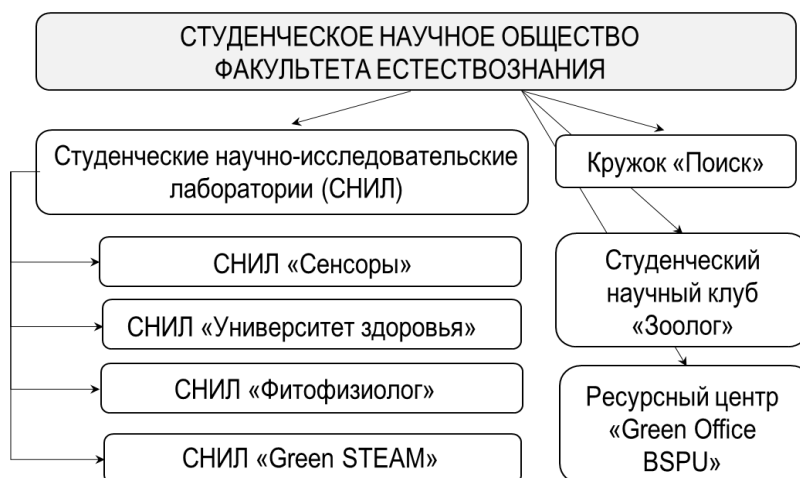 СТУДЕНЧЕСКОЕ НАУЧНОЕ ОБЩЕСТВО
ФАКУЛЬТЕТА ЕСТЕСТВОЗНАНИЯ
Студенческие научно-исследовательские
лаборатории (СНИЛ)
СНИЛ «Сенсоры»
СНИЛ «Университет здоровья»
СНИЛ «Фитофизиолог»
СНИЛ «Green STEAM»
Кружок «Поиск»
Студенческий
научный клуб
«Зоолог»
Ресурсный центр
«Green Office
BSPU»